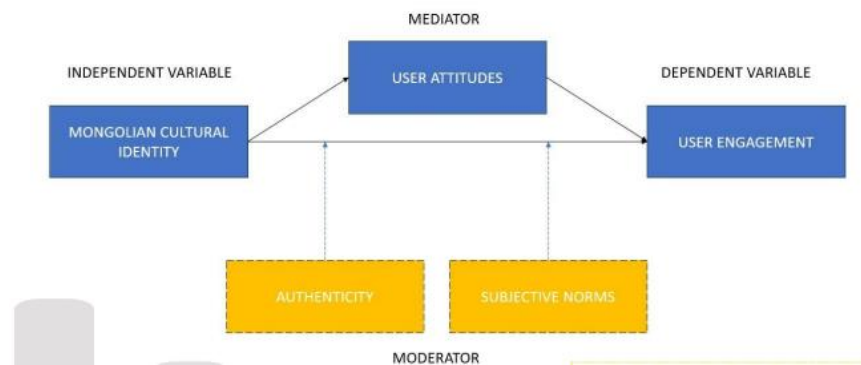 MEDIATOR
INDEPENDENT VARIABLE
USER ATTITUDES
DEPENDENT VARIABLE
MONGOLIAN CULTURAL
IDENTITY
USER ENGAGEMENT
AUTHENTICITY
SUBJECTIVE NORMS
MODERATOR